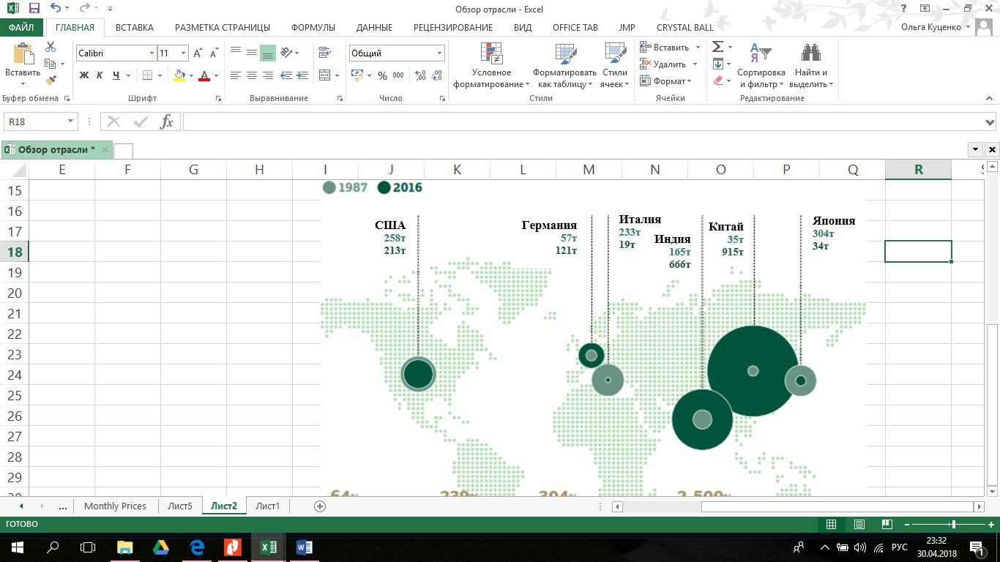 Обзор отрасли - Excel
ФАЙЛ ГЛАВНАЯ ВСТАВКА РАЗМЕТКА СТРАНИЦЫ ФОРМУЛЫ ДАННЫЕ РЕЦЕНЗИРОВАНИЕ ВИД OFFICE TAB JMP CRYSTAL BALL Ольга Куценко
Вставить
Calibri 11
Ж К Ч
Общий
% 000
Условное форматирование
Форматировать как таблицу
Стили ячеек
Вставить
Удалить
Формат
Сортировка и фильтр
Найти и выделить
Буфер обмена Шрифт Выравнивание Число Стили Ячейки Редактирование
R18 fx
Обзор отрасли *
E F G H I J K L M N O P Q R
15
16
17
18
19
20
21
22
23
24
25
26
27
28
29
1987 2016
США
258т
213т
Германия
57т
121т
Италия
233т
19т
Индия
165т
666т
Китай
35т
915т
Япония
304т
34т
... Monthly Prices Лист5 Лист2 Лист1
ГОТОВО
РУС
23:32
30.04.2018
1